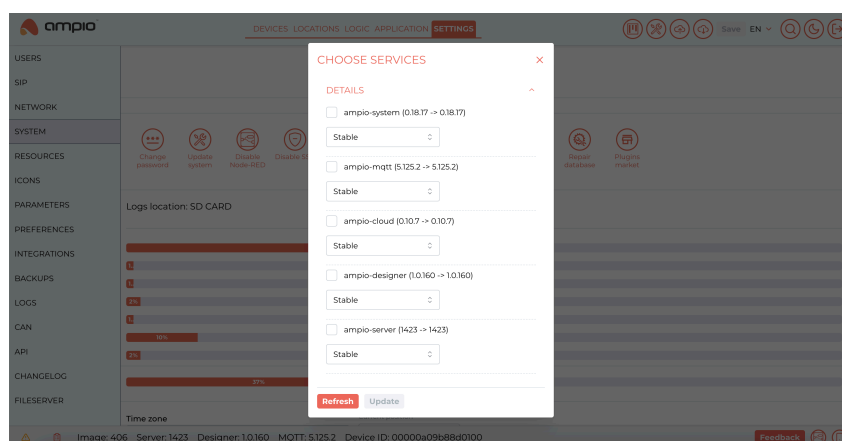 ampio
DEVICES LOCATIONS LOGIC APPLICATION SETTINGS
Save EN
USERS
SIP
NETWORK
SYSTEM
RESOURCES
ICONS
PARAMETERS
PREFERENCES
INTEGRATIONS
BACKUPS
LOGS
CAN
API
CHANGELOG
FILESERVER
Change password
Update system
Disable Node-RED
Disable
Repair database
Plugins market
Logs location: SD CARD
2%
10%
2%
27%
Time zone
CHOOSE SERVICES
DETAILS
ampio-system (0.18.17 -> 0.18.17)
Stable
ampio-mqtt (5.125.2 -> 5.125.2)
Stable
ampio-cloud (0.10.7 -> 0.10.7)
Stable
ampio-designer (1.0.160 -> 1.0.160)
Stable
ampio-server (1423 -> 1423)
Stable
Refresh Update
Image: 406 Server: 1423 Designer: 1.0.160 MQTT: 5.125.2 Device ID: 00000a09b88d0100
Feedback